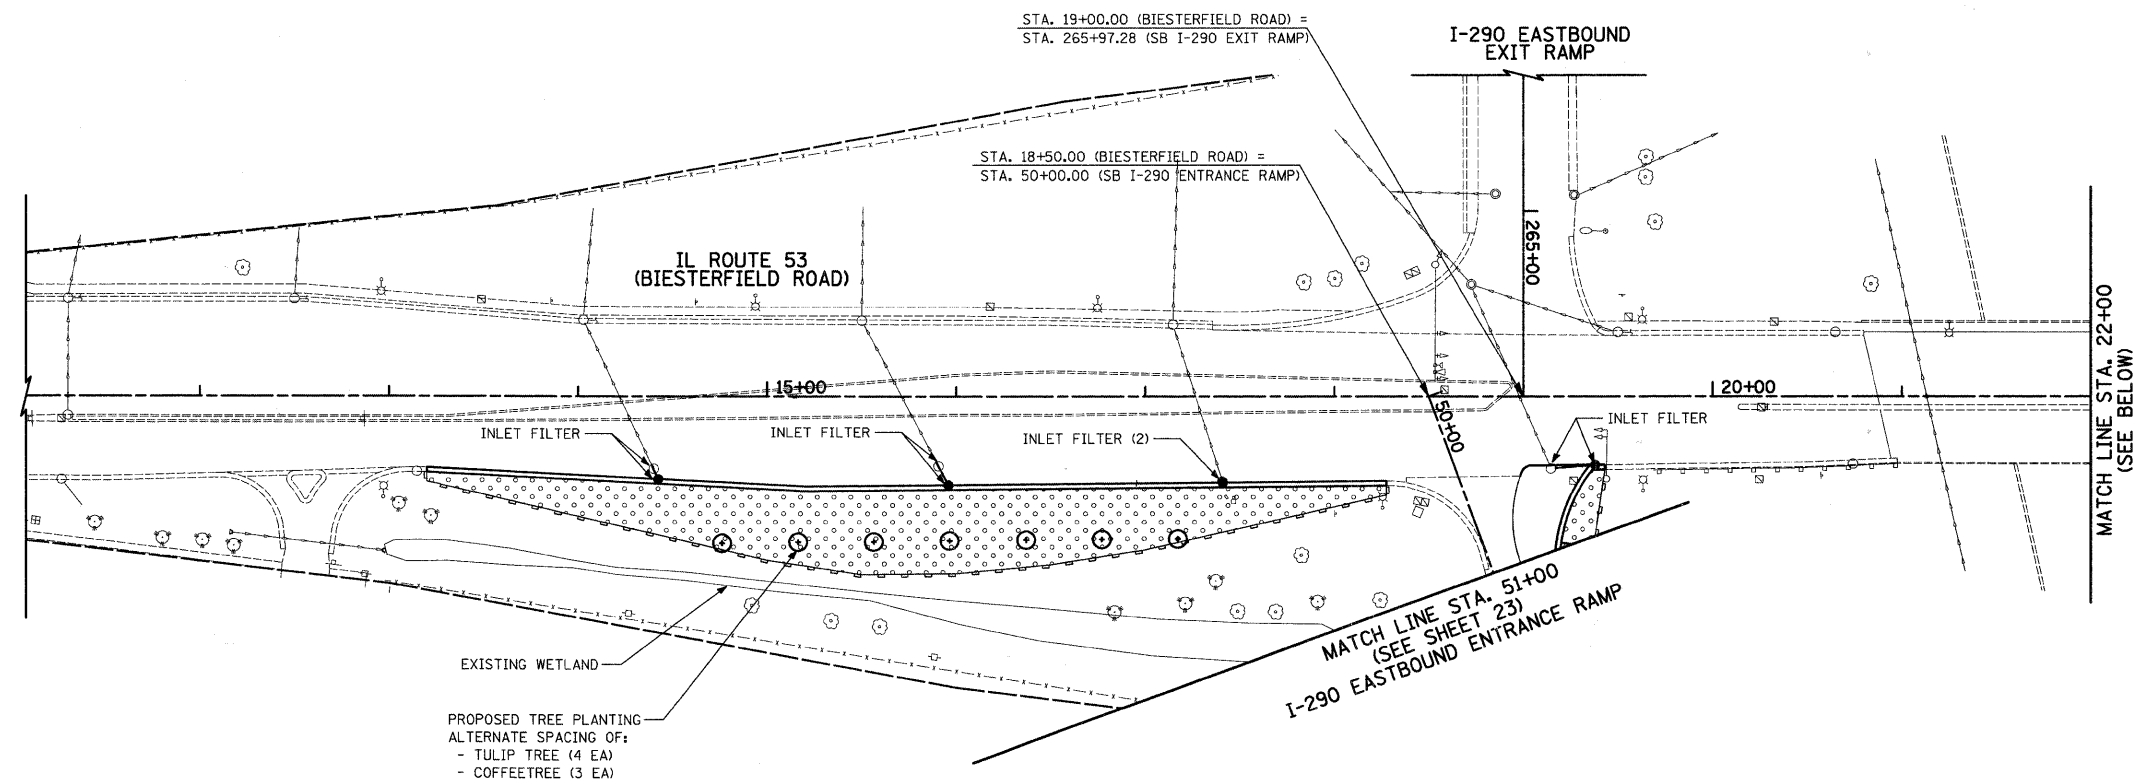 STA. 19+00.00 (BIESTERFIELD ROAD) =
STA. 265+97.28 (SB I-290 EXIT RAMP)
I-290 EASTBOUND
EXIT RAMP
STA. 18+50.00 (BIESTERFIELD ROAD) =
STA. 50+00.00 (SB I-290 ENTRANCE RAMP)
265+00
IL ROUTE 53
(BIESTERFIELD ROAD)
15+00
20+00
50+00
MATCH LINE STA. 22+00
(SEE BELOW)
INLET FILTER
INLET FILTER
INLET FILTER (2)
INLET FILTER
MATCH LINE STA. 51+00
(SEE SHEET 23)
I-290 EASTBOUND ENTRANCE RAMP
EXISTING WETLAND
PROPOSED TREE PLANTING
ALTERNATE SPACING OF:
- TULIP TREE (4 EA)
- COFFEETREE (3 EA)